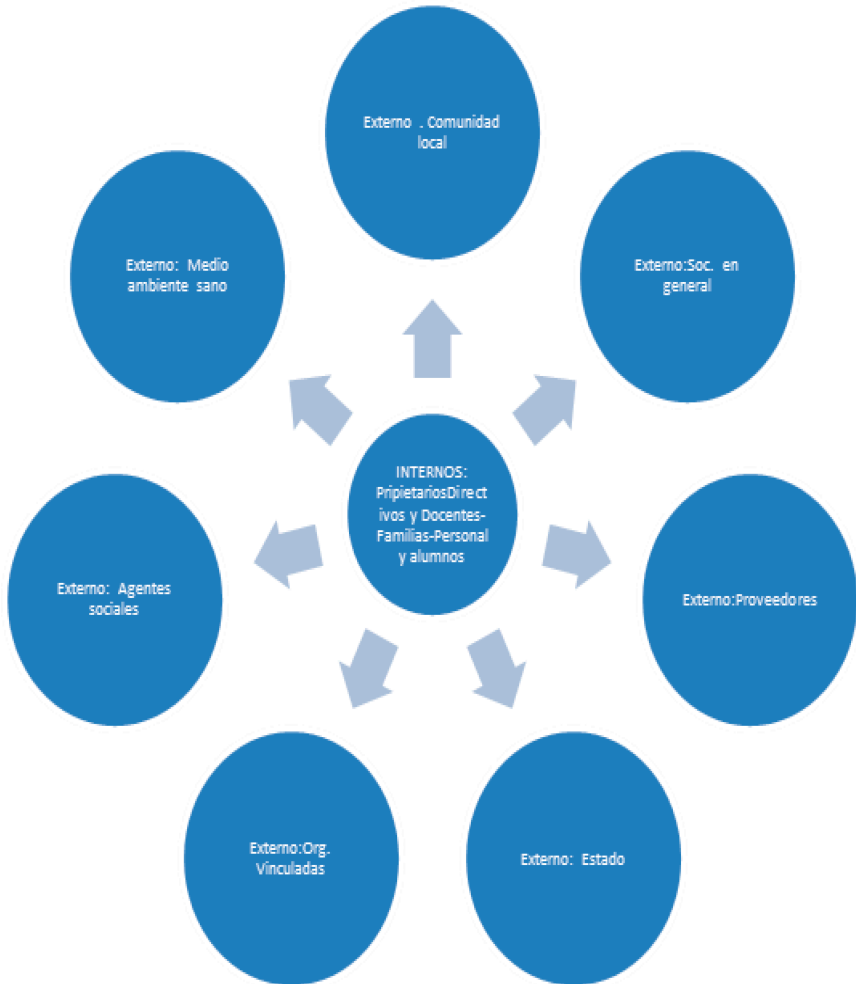 Externo . Comunidad
local
Externo: Medio
ambiente sano
Externo:Soc. en
general
INTERNOS:
PripietariosDirect
ivos y Docentes-
Familias-Personal
y alumnos
Externo: Agentes
sociales
Externo:Proveedores
Externo:Org.
Vinculadas
Externo: Estado